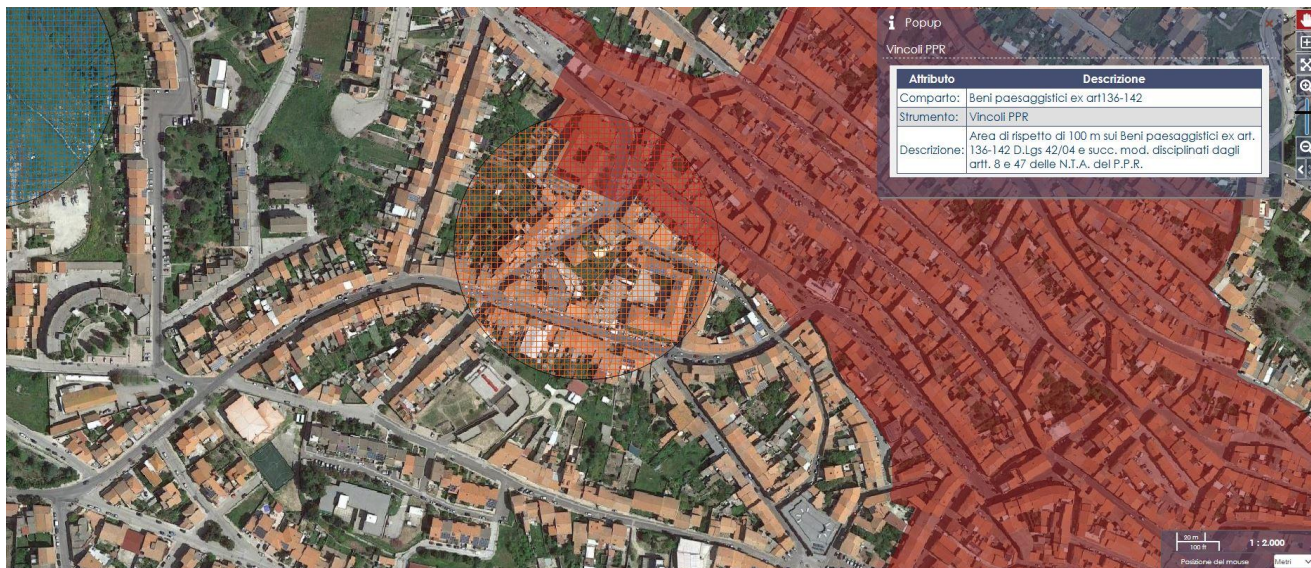 Popup
Vincoli PPR
Attributo Descrizione
Comparto: Beni paesaggistici ex art136-142
Strumento: Vincoli PPR
Descrizione: Area di rispetto di 100 m sui Beni paesaggistici ex art.
136-142 D.Lgs 42/04 e succ. mod. disciplinati dagli
artt. 8 e 47 delle N.T.A. del P.P.R.
20 m
100 ft
1 : 2.000
Posizione del mouse Metri